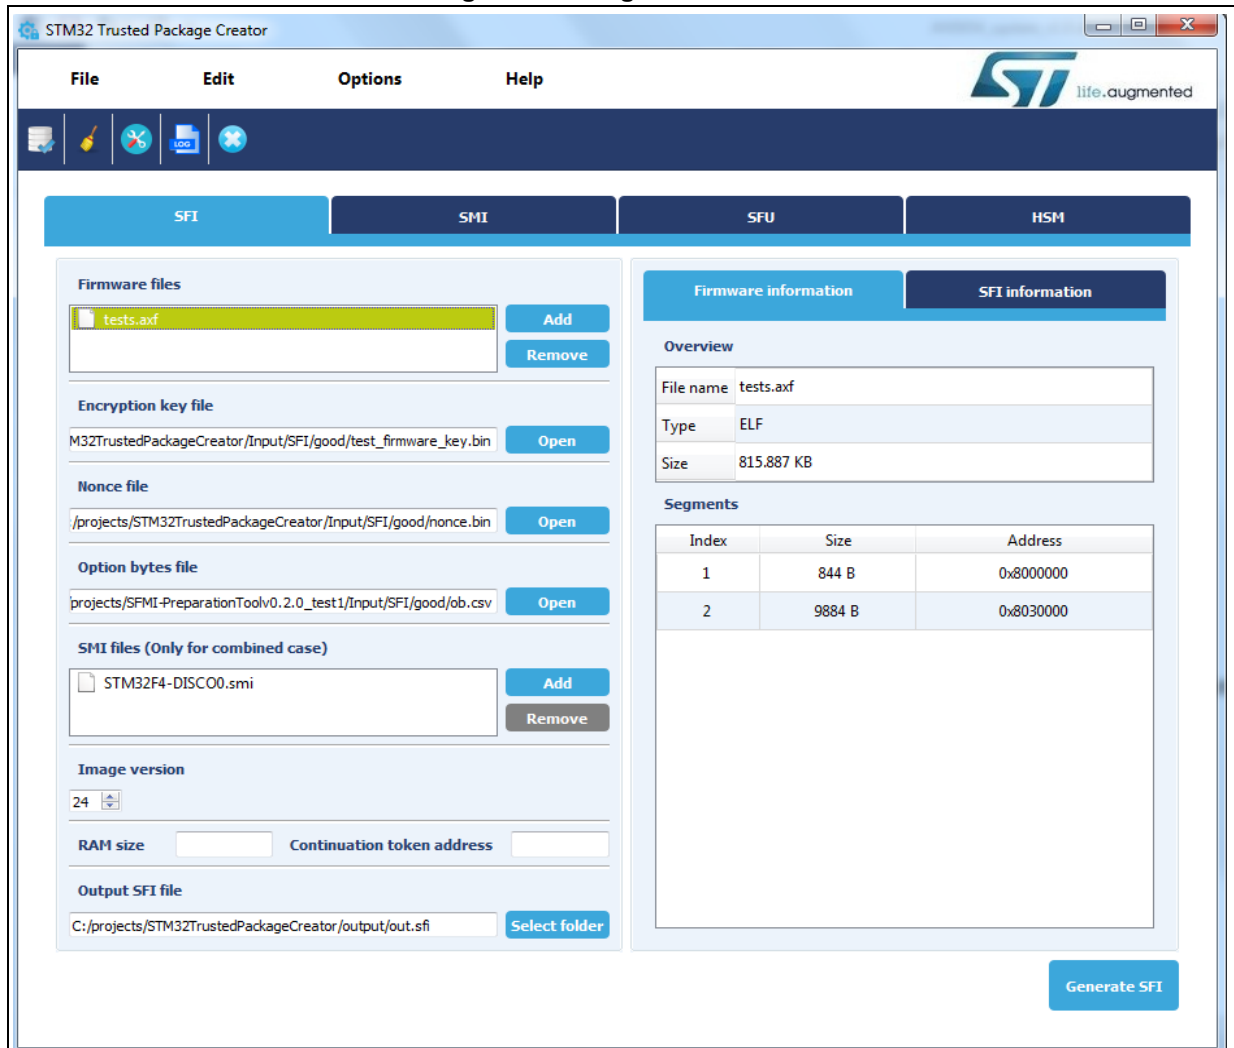 STM32 Trusted Package Creator
File Edit Options Help
life.augmented
LOG
SFI SMI SFU HSM
Firmware files
tests.axf
Add
Remove
Encryption key file
M32TrustedPackageCreator/Input/SFI/good/test_firmware_key.bin Open
Nonce file
:/projects/STM32TrustedPackageCreator/Input/SFI/good/nonce.bin Open
Option bytes file
projects/SFMI-PreparationToolv0.2.0_test1/Input/SFI/good/ob.csv Open
SMI files (Only for combined case)
STM32F4-DISCO0.smi
Add
Remove
Image version
24
RAM size Continuation token address
Output SFI file
C:/projects/STM32TrustedPackageCreator/output/out.sfi Select folder
Firmware information SFI information
Overview
File name tests.axf
Type ELF
Size 815.887 KB
Segments
Index Size Address
1 844 B 0x8000000
2 9884 B 0x8030000
Generate SFI